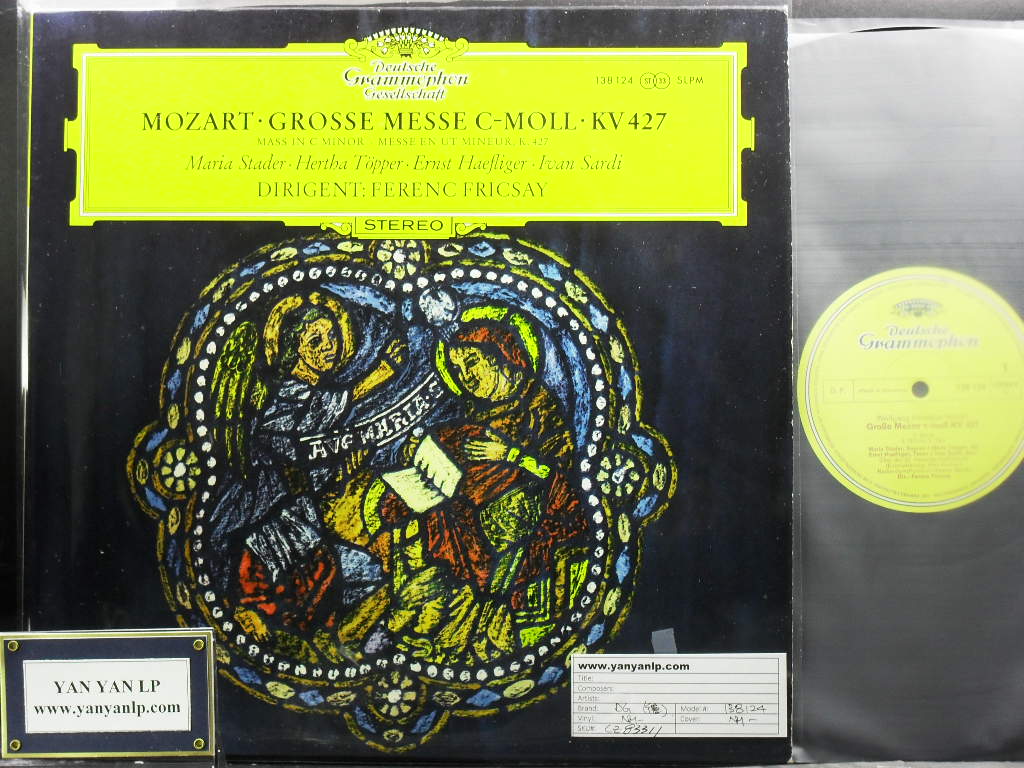 Deutsche
Grammophon
Gesellschaft
138 124 ST 33 SLPM
MOZART · GROSSE MESSE C-MOLL · KV 427
MASS IN C MINOR · MESSE EN UT MINEUR, K. 427
Maria Stader · Hertha Töpper · Ernst Haefliger · Ivan Sardi
DIRIGENT: FERENC FRICSAY
STEREO
AVE MARIA
Deutsche
Grammophon
Große Messe c-moll KV 427
YAN YAN LP
www.yanyanlp.com
www.yanyanlp.com
Title:
Composers:
Artists:
Brand: DG Model #: 138124
Vinyl: NM- Cover: NM-
SKU#: CZ83311